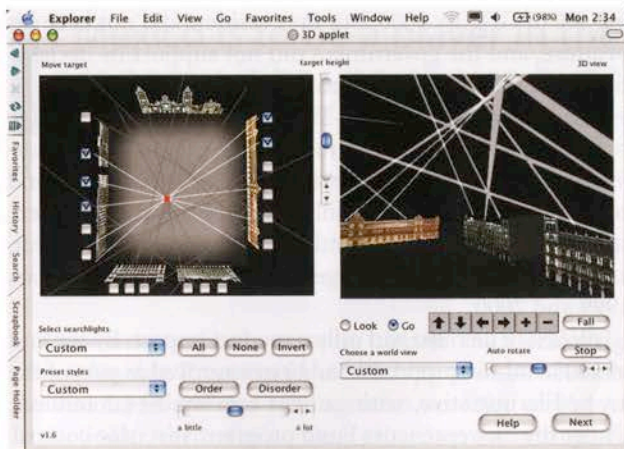 Explorer File Edit View Go Favorites Tools Window Help (98%) Mon 2:34
3D applet
Move target
target height
3D view
Favorites
History
Search
Scrapbook
Page Holder
Select searchlights
Custom
All
None
Invert
Preset styles
Custom
Order
Disorder
a little
a lot
v1.6
Look
Go
Fall
Choose a world view
Auto rotate
Stop
Custom
Help
Next